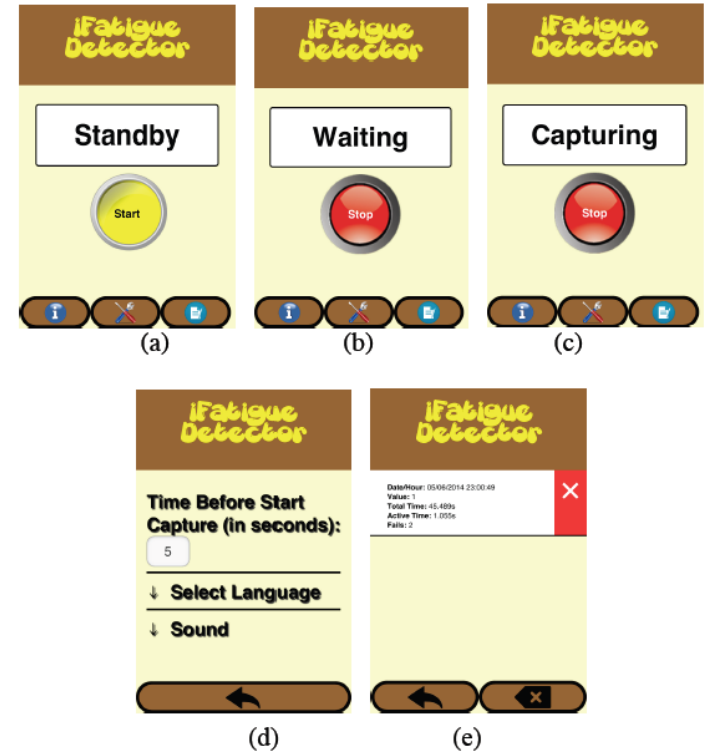 iFatigue
Detector
Standby
Start
(a)
iFatigue
Detector
Waiting
Stop
(b)
iFatigue
Detector
Capturing
Stop
(c)
iFatigue
Detector
Time Before Start
Capture (in seconds):
5
↓ Select Language
↓ Sound
(d)
iFatigue
Detector
Date/Hour: 05/06/2014 23:00:49
Value: 1
Total Time: 45.489s
Active Time: 1.055s
Fails: 2
(e)